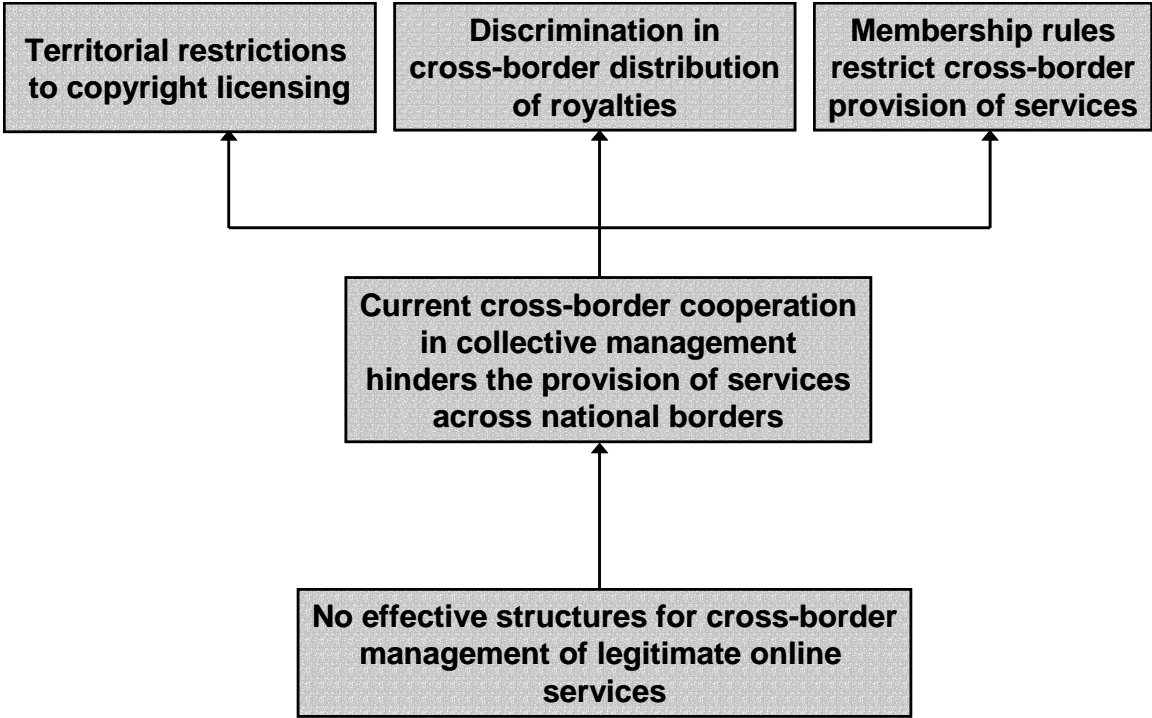 Territorial restrictions
to copyright licensing
Discrimination in
cross-border distribution
of royalties
Membership rules
restrict cross-border
provision of services
Current cross-border cooperation
in collective management
hinders the provision of services
across national borders
No effective structures for cross-border
management of legitimate online
services